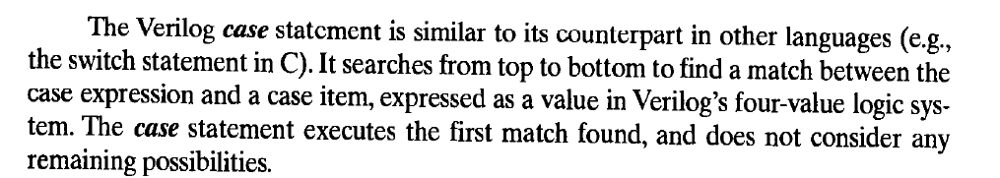 The Verilog case statement is similar to its counterpart in other languages (e.g.,
the switch statement in C). It searches from top to bottom to find a match between the
case expression and a case item, expressed as a value in Verilog's four-value logic sys-
tem. The case statement executes the first match found, and does not consider any
remaining possibilities.